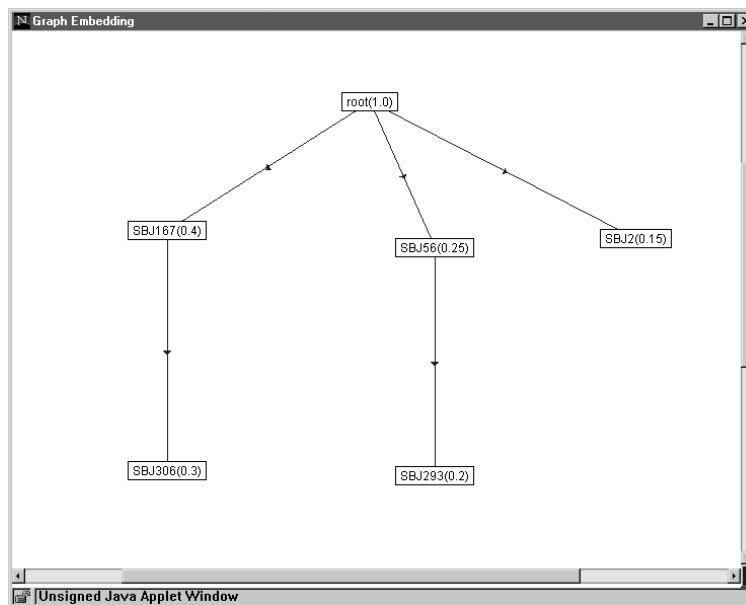 Graph Embedding
root(1.0)
SBJ167(0.4)
SBJ56(0.25)
SBJ2(0.15)
SBJ306(0.3)
SBJ293(0.2)
Unsigned Java Applet Window